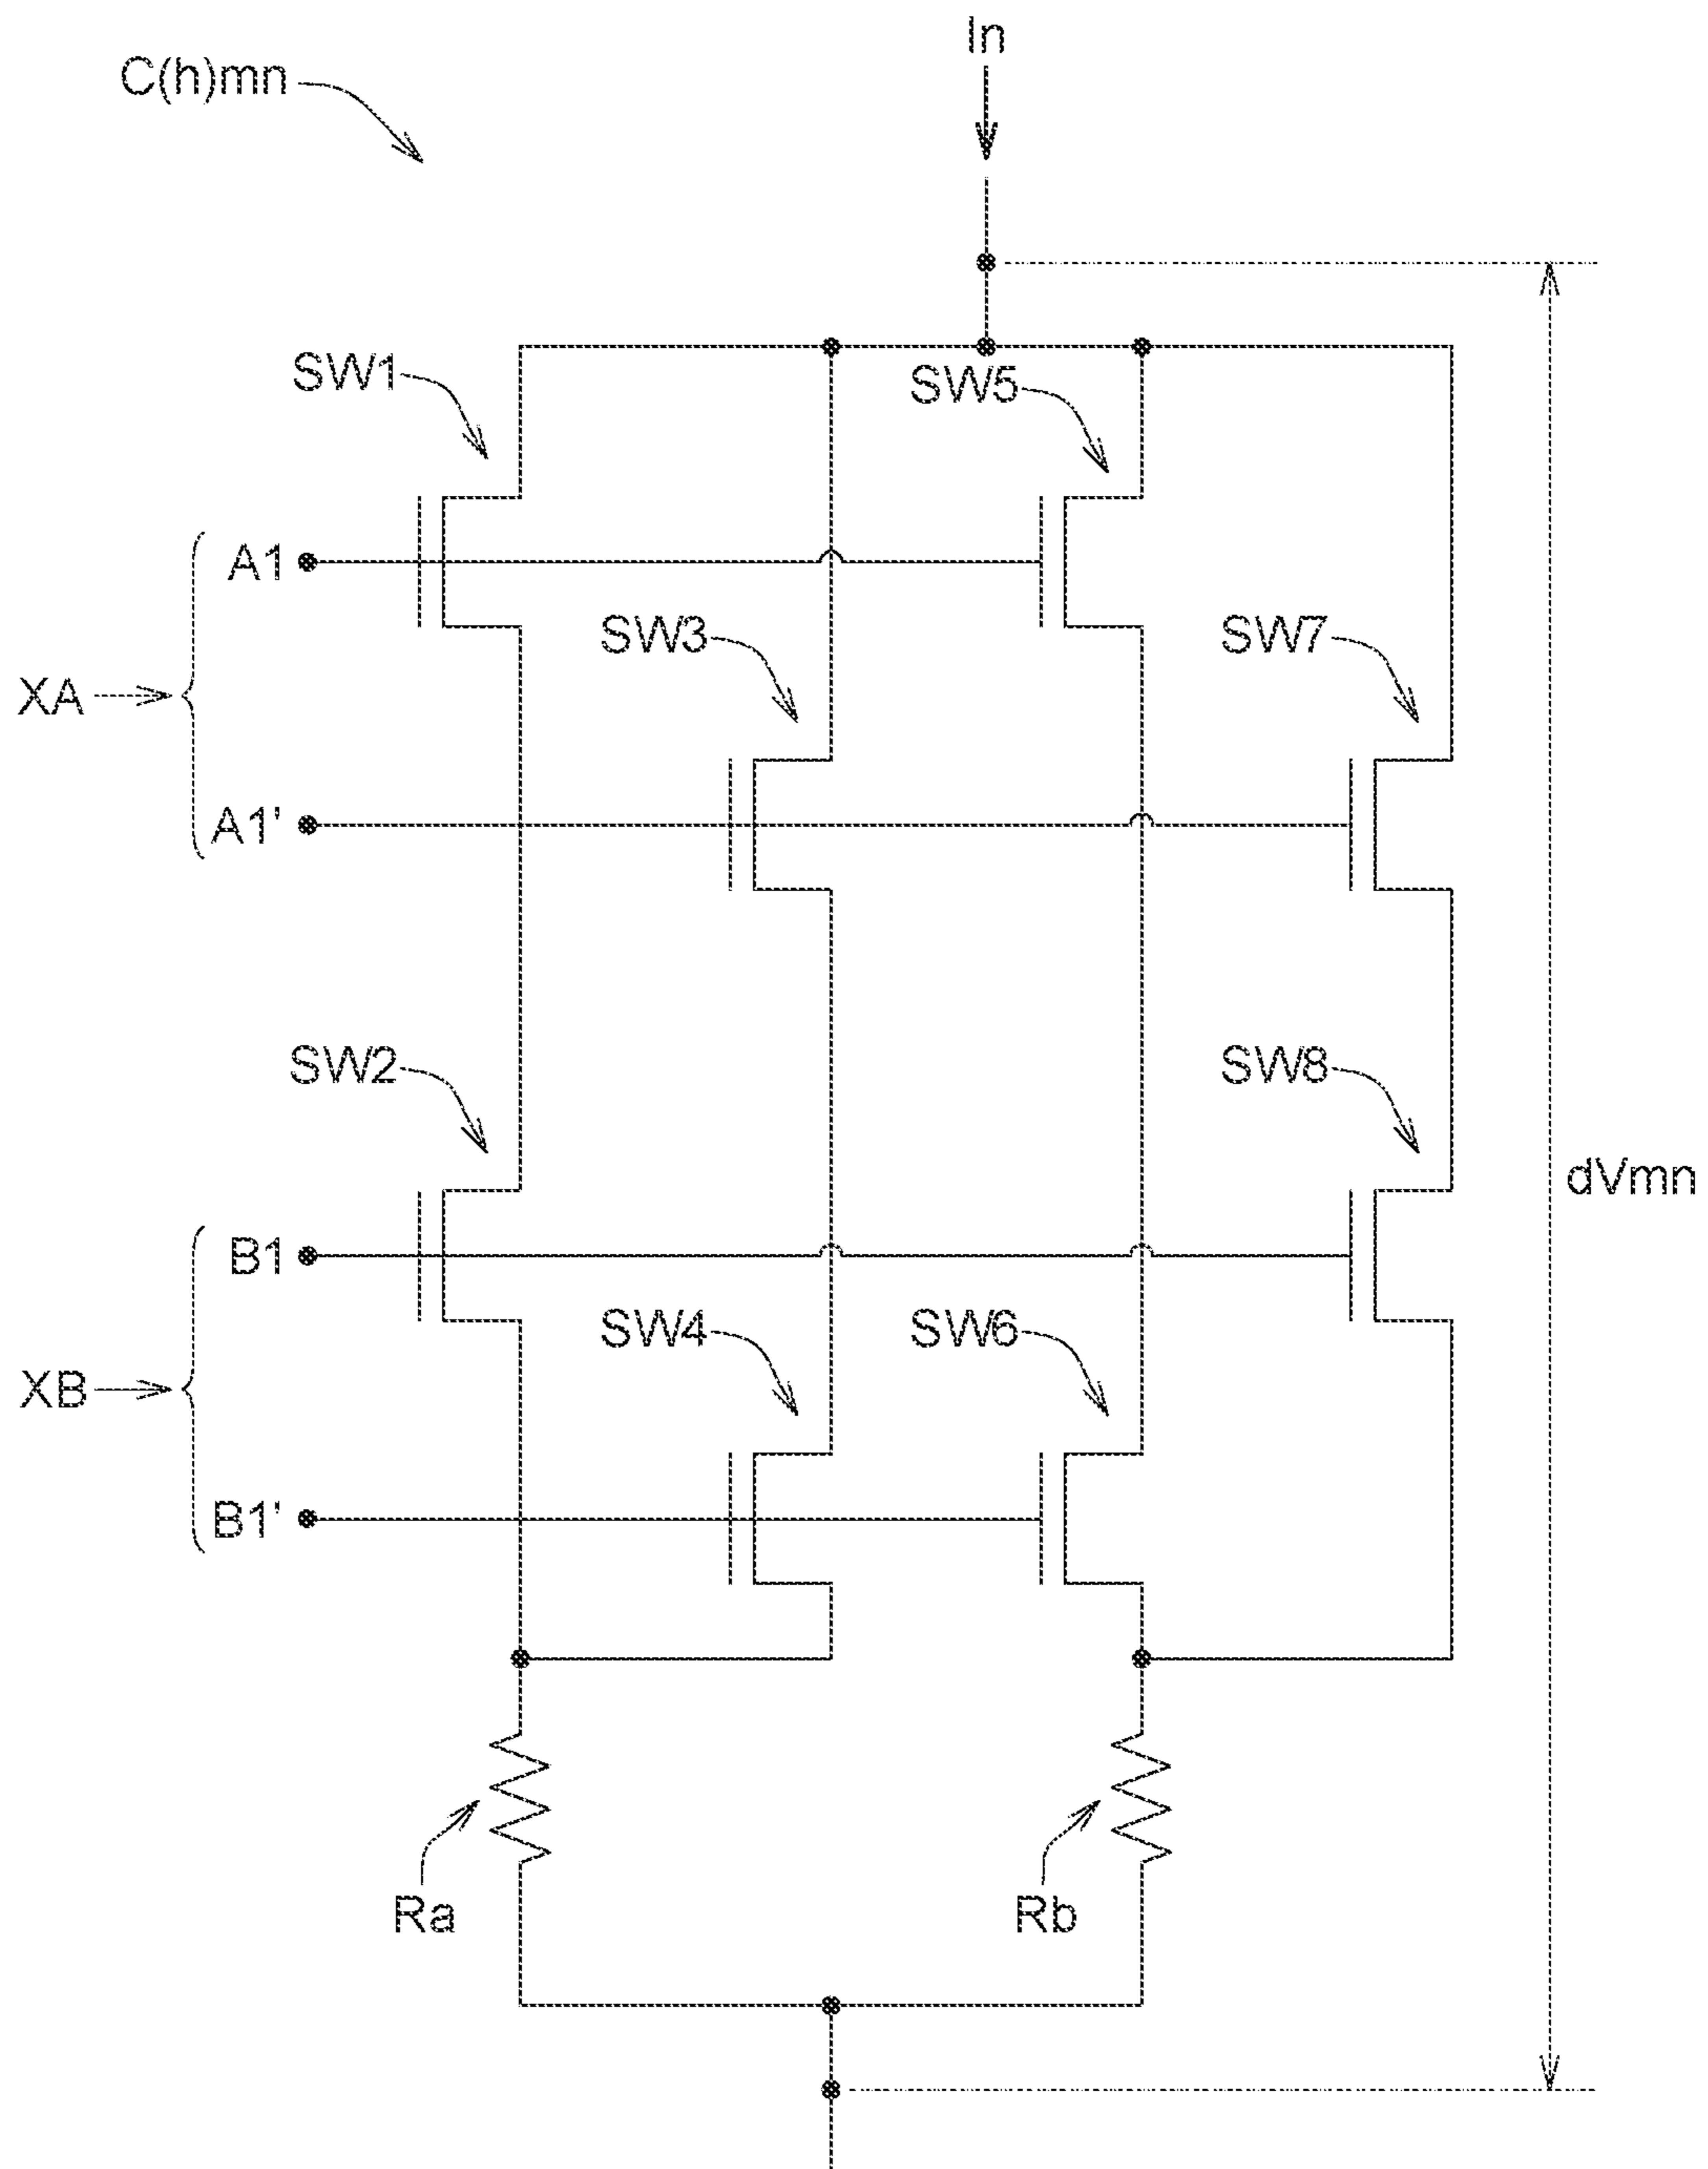 In
C(h)mn
SW1
SW5
A1
SW3
SW7
XA
A1'
SW2
SW8
dVmn
B1
SW4
SW6
XB
B1'
Ra
Rb